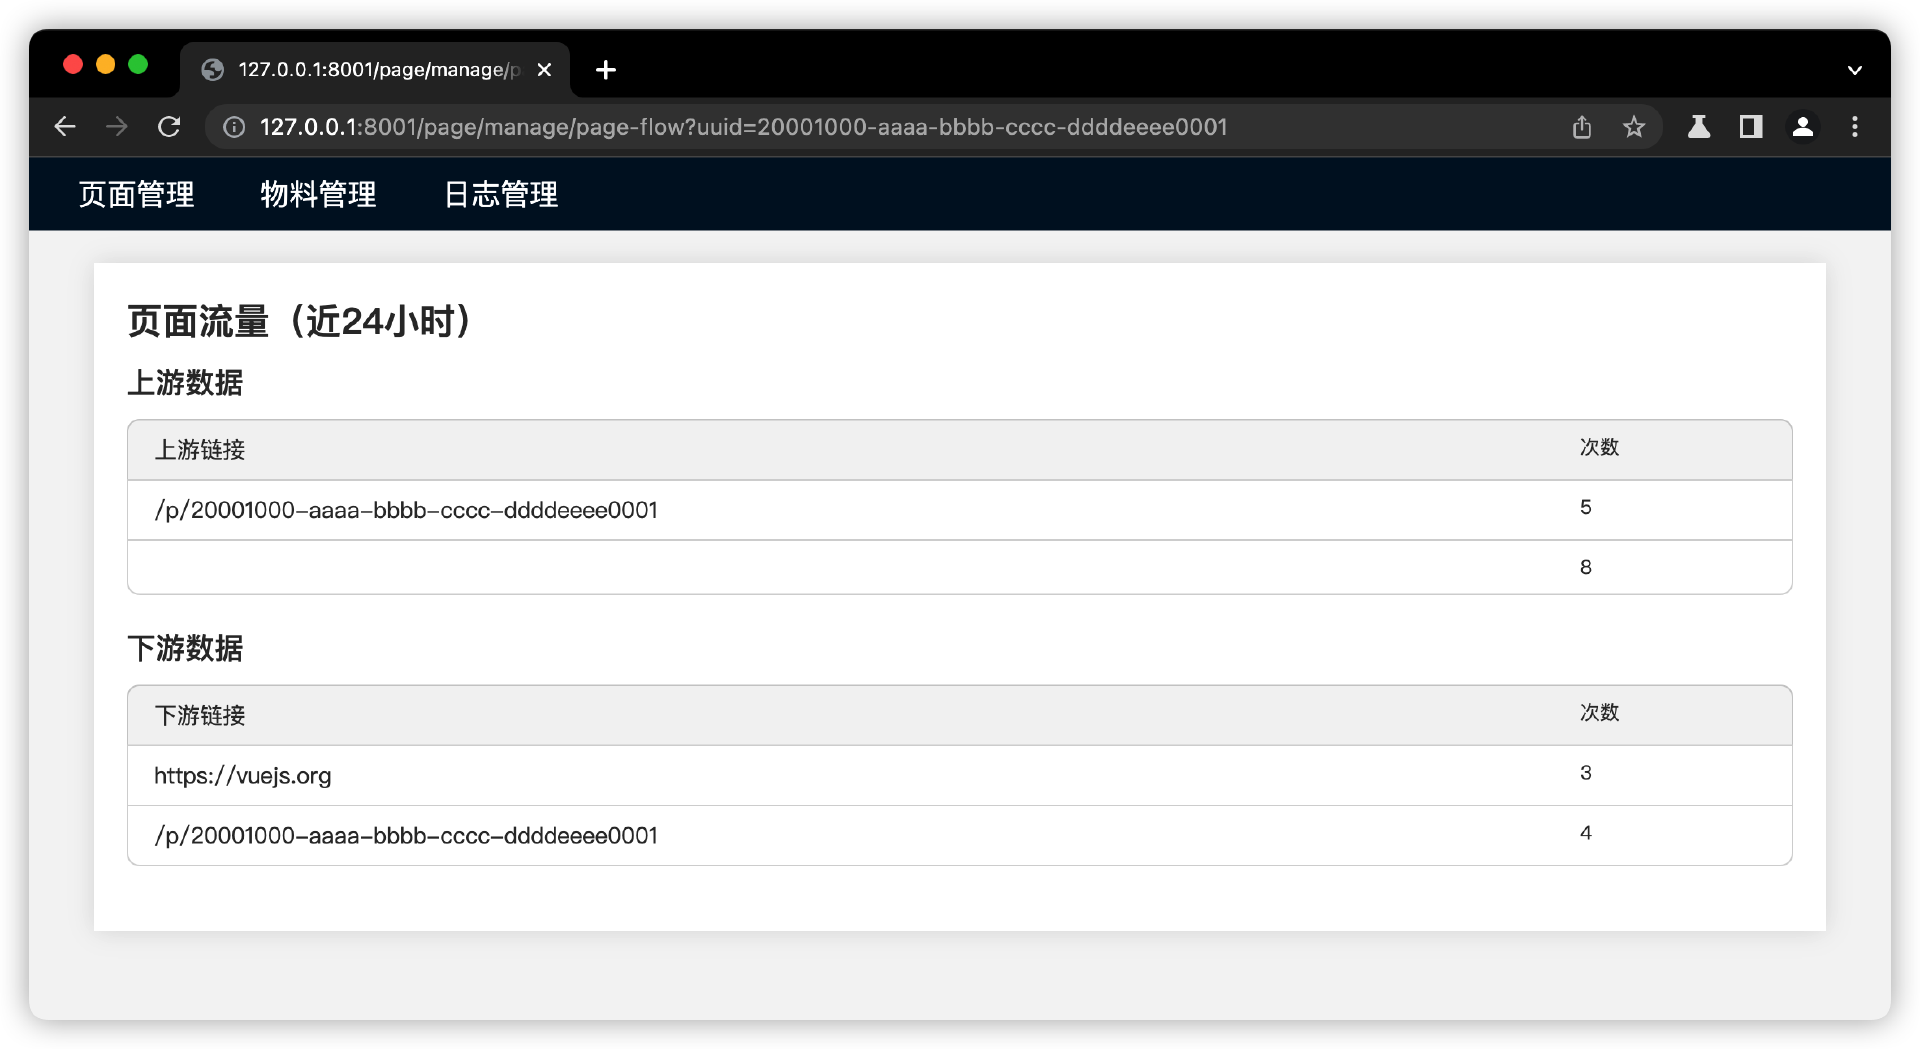 127.0.0.1:8001/page/manage/p
127.0.0.1:8001/page/manage/page-flow?uuid=20001000-aaaa-bbbb-cccc-ddddeeee0001
页面管理 物料管理 日志管理
页面流量（近24小时）
上游数据
上游链接 次数
/p/20001000-aaaa-bbbb-cccc-ddddeeee0001 5
8
下游数据
下游链接 次数
https://vuejs.org 3
/p/20001000-aaaa-bbbb-cccc-ddddeeee0001 4